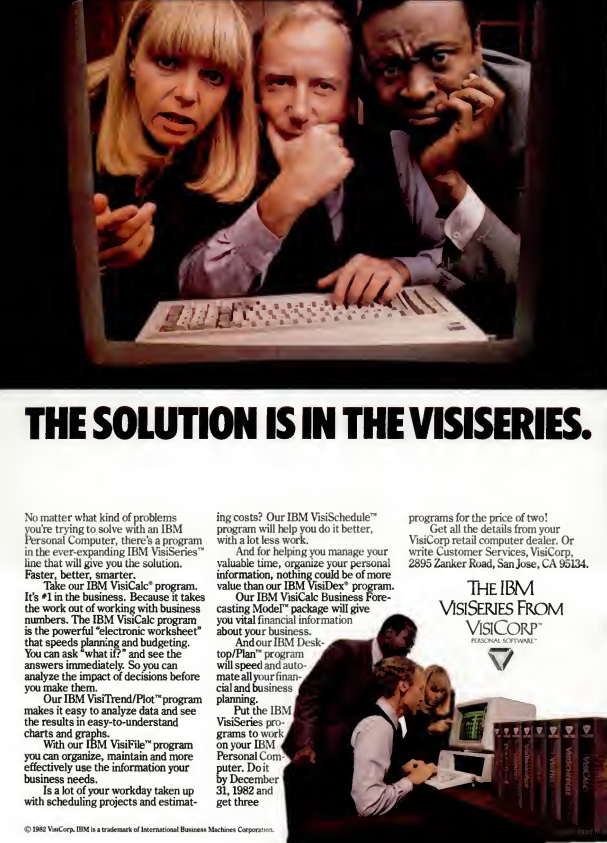 THE SOLUTION IS IN THE VISISERIES.
No matter what kind of problems
you're trying to solve with an IBM
Personal Computer, there's a program
in the ever-expanding IBM VisiSeries™
line that will give you the solution.
Faster, better, smarter.
Take our IBM VisiCalc® program.
It's #1 in the business. Because it takes
the work out of working with business
numbers. The IBM VisiCalc program
is the powerful "electronic worksheet"
that speeds planning and budgeting.
You can ask "what if?" and see the
answers immediately. So you can
analyze the impact of decisions before
you make them.
Our IBM VisiTrend/Plot™ program
makes it easy to analyze data and see
the results in easy-to-understand
charts and graphs.
With our IBM VisiFile™ program
you can organize, maintain and more
effectively use the information your
business needs.
Is a lot of your workday taken up
with scheduling projects and estimat-
ing costs? Our IBM VisiSchedule™
program will help you do it better,
with a lot less work.
And for helping you manage your
valuable time, organize your personal
information, nothing could be of more
value than our IBM VisiDex® program.
Our IBM VisiCalc Business Fore-
casting Model™ package will give
you vital financial information
about your business.
And our IBM Desk-
top/Plan™ program
will speed and auto-
mate all your finan-
cial and business
planning.
Put the IBM
VisiSeries pro-
grams to work
on your IBM
Personal Com-
puter. Do it
by December
31, 1982 and
get three
programs for the price of two!
Get all the details from your
VisiCorp retail computer dealer. Or
write Customer Services, VisiCorp,
2895 Zanker Road, San Jose, CA 95134.
THE IBM
VISISERIES FROM
VISICORP™
PERSONAL SOFTWARE™
VISISCHEDULE
VISICALC
© 1982 VisiCorp. IBM is a trademark of International Business Machines Corporation.